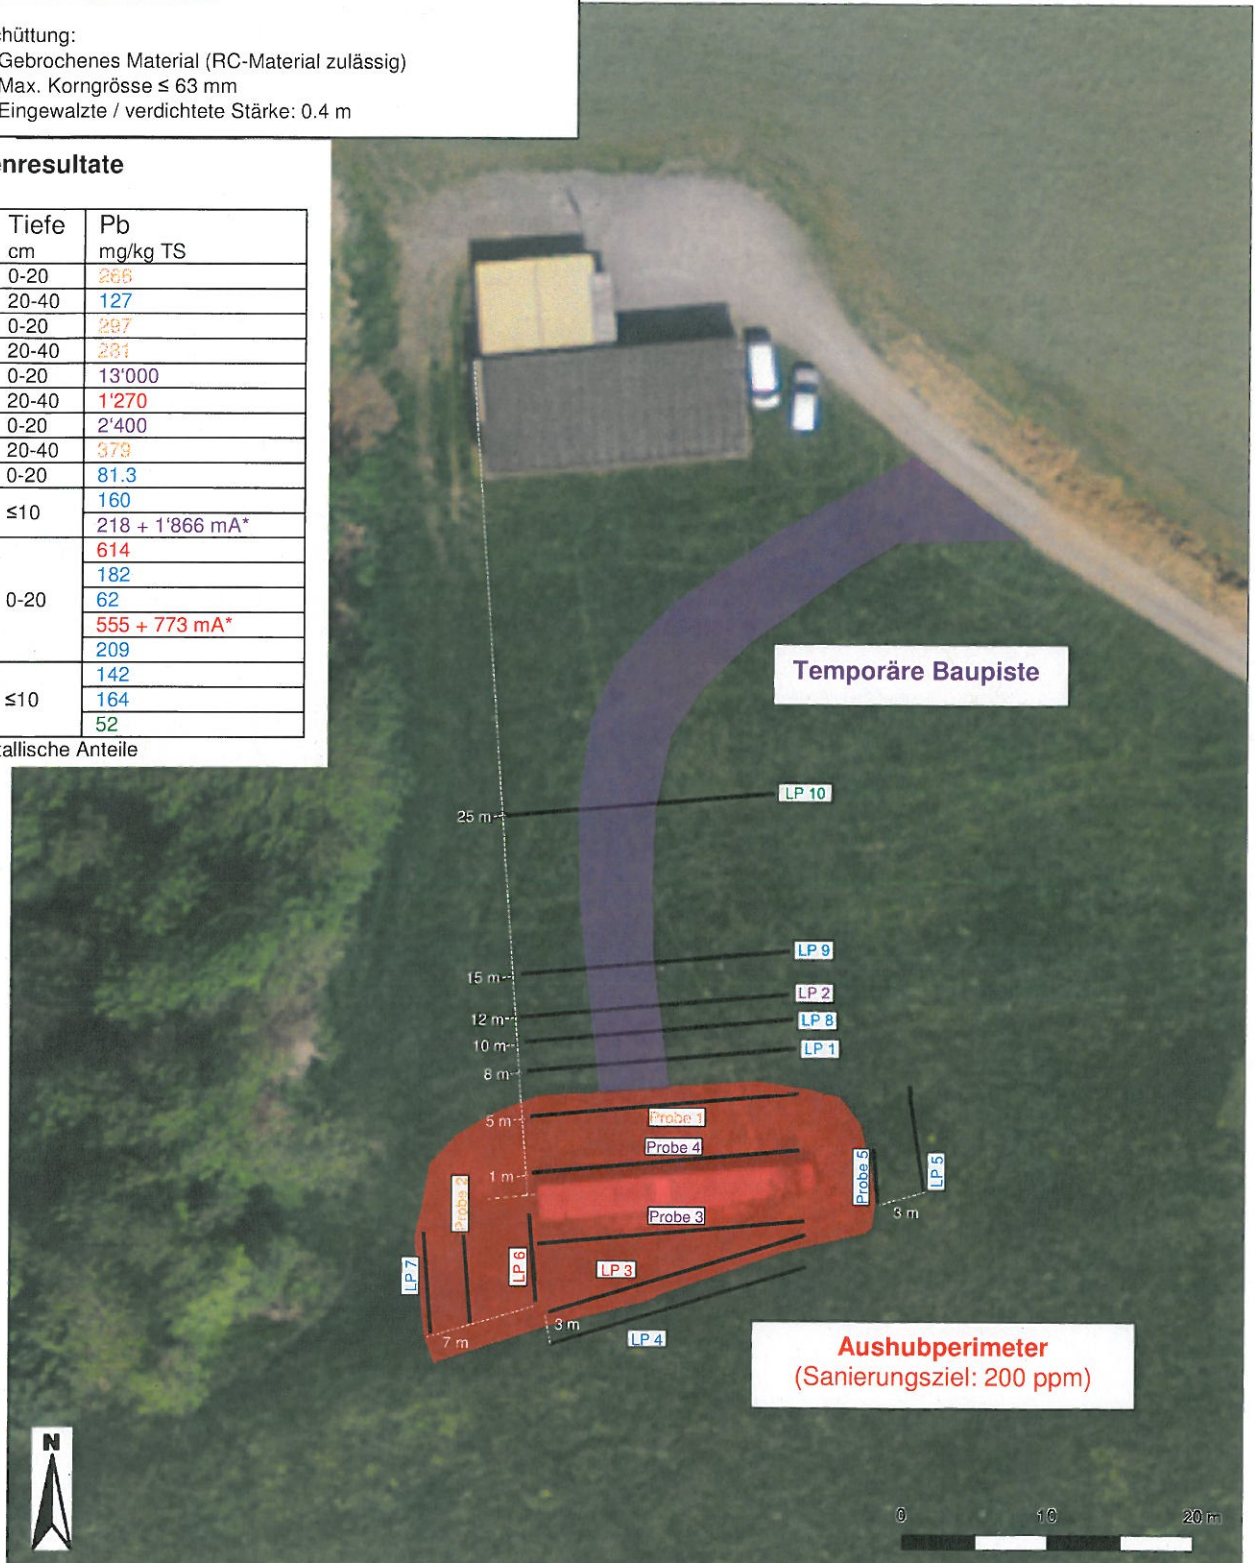 hüttung:
Gebrochenes Material (RC-Material zulässig)
Max. Korngrösse ≤ 63 mm
Eingewalzte / verdichtete Stärke: 0.4 m
nresultate
Tiefe Pb
cm mg/kg TS
0-20 266
20-40 127
0-20 297
20-40 281
0-20 13'000
20-40 1'270
0-20 2'400
20-40 379
0-20 81.3
≤10 160
218 + 1'866 mA*
614
182
0-20 62
555 + 773 mA*
209
142
≤10 164
52
allische Anteile
Temporäre Baupiste
25 m
LP 10
15 m
LP 9
12 m
LP 2
10 m
LP 8
8 m
LP 1
5 m
Probe 1
Probe 4
1 m
Probe 2
Probe 3
Probe 5
LP 5
3 m
LP 7
LP 6
LP 3
7 m
3 m
LP 4
Aushubperimeter
(Sanierungsziel: 200 ppm)
N
0 10 20 m